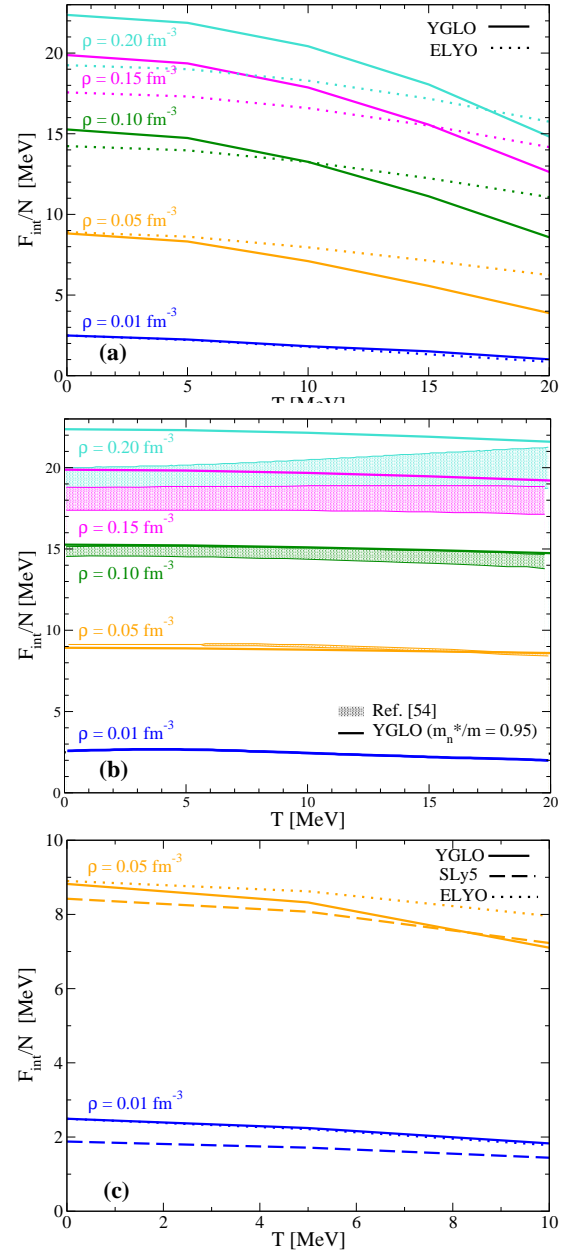 ρ = 0.20 fm⁻³
YGLO
ELYO
ρ = 0.15 fm⁻³
ρ = 0.10 fm⁻³
ρ = 0.05 fm⁻³
ρ = 0.01 fm⁻³
(a)
F_int/N [MeV]
20
15
10
5
0
0 5 10 15 20
T [MeV]
ρ = 0.20 fm⁻³
ρ = 0.15 fm⁻³
ρ = 0.10 fm⁻³
ρ = 0.05 fm⁻³
Ref. [54]
ρ = 0.01 fm⁻³
YGLO (m_n*/m = 0.95)
(b)
F_int/N [MeV]
20
15
10
5
0
0 5 10 15 20
T [MeV]
ρ = 0.05 fm⁻³
YGLO
SLy5
ELYO
ρ = 0.01 fm⁻³
(c)
F_int/N [MeV]
10
8
6
4
2
0
0 2 4 6 8 10
T [MeV]